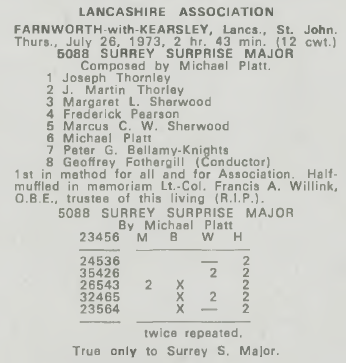 LANCASHIRE ASSOCIATION
FARNWORTH-with-KEARSLEY, Lancs., St. John.
Thurs., July 26, 1973, 2 hr. 43 min. (12 cwt.)
5088 SURREY SURPRISE MAJOR
Composed by Michael Platt.
1 Joseph Thornley
2 J. Martin Thorley
3 Margaret L. Sherwood
4 Frederick Pearson
5 Marcus C. W. Sherwood
6 Michael Platt
7 Peter G. Bellamy-Knights
8 Geoffrey Fothergill (Conductor)
1st in method for all and for Association. Half-
muffled in memoriam Lt.-Col. Francis A. Willink,
O.B.E., trustee of this living (R.I.P.).
5088 SURREY SURPRISE MAJOR
By Michael Platt
23456 M B W H
24536 — 2
35426 2 2
26543 2 X 2
32465 X 2 2
23564 X — 2
twice repeated.
True only to Surrey S. Major.